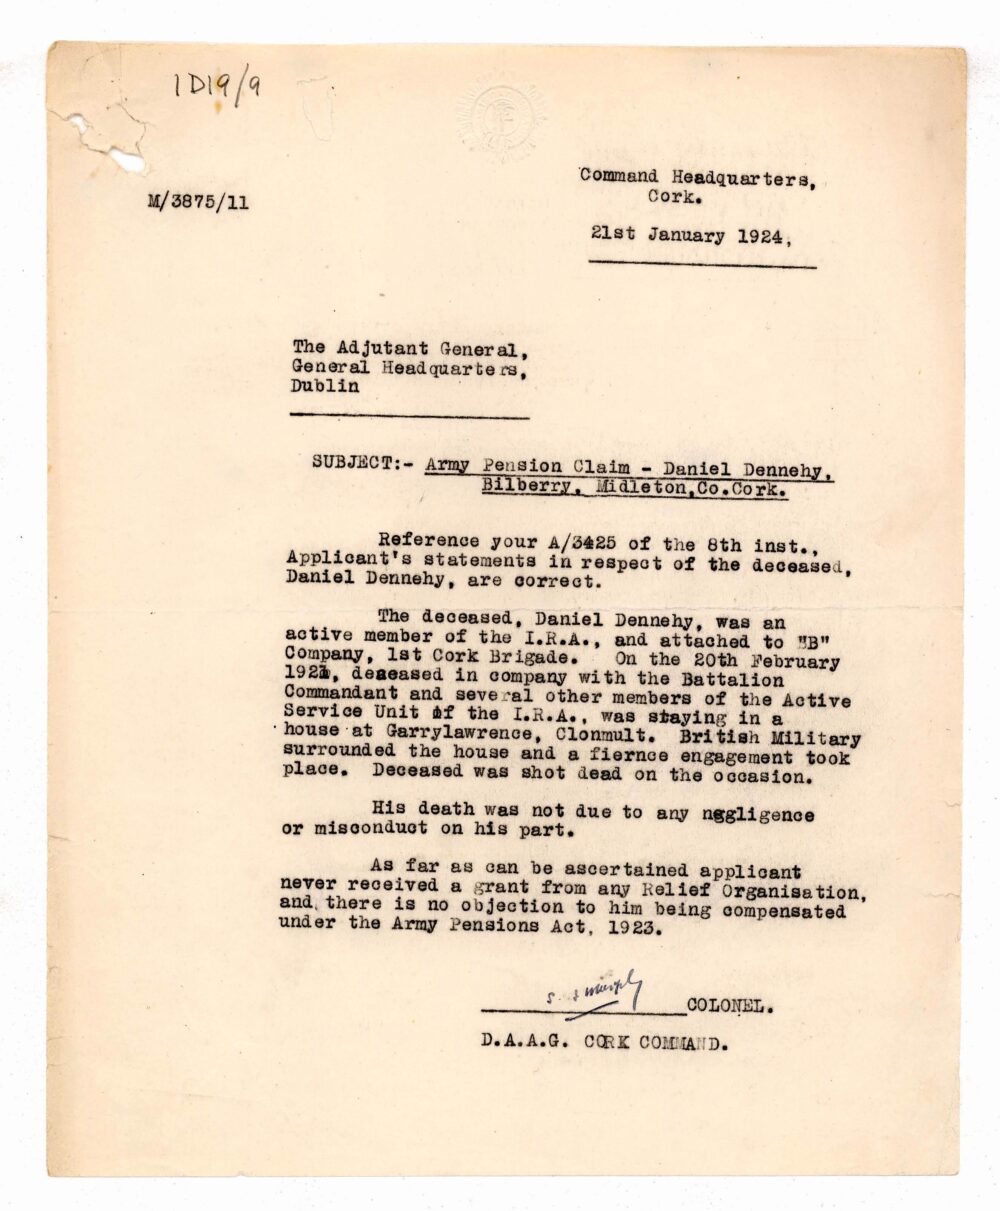 1D19/9
Command Headquarters,
Cork.
M/3875/11
21st January 1924,
The Adjutant General,
General Headquarters,
Dublin
SUBJECT:- Army Pension Claim - Daniel Dennehy,
Bilberry, Midleton,Co.Cork.
Reference your A/3425 of the 8th inst.,
Applicant's statements in respect of the deceased,
Daniel Dennehy, are correct.
The deceased, Daniel Dennehy, was an
active member of the I.R.A., and attached to "B"
Company, 1st Cork Brigade. On the 20th February
1921, deaeased in company with the Battalion
Commandant and several other members of the Active
Service Unit of the I.R.A., was staying in a
house at Garrylawrence, Clonmult. British Military
surrounded the house and a fiernce engagement took
place. Deceased was shot dead on the occasion.
His death was not due to any nggligence
or misconduct on his part.
As far as can be ascertained applicant
never received a grant from any Relief Organisation,
and, there is no objection to him being compensated
under the Army Pensions Act, 1923.
Murphy COLONEL.
D.A.A.G. CORK COMMAND.